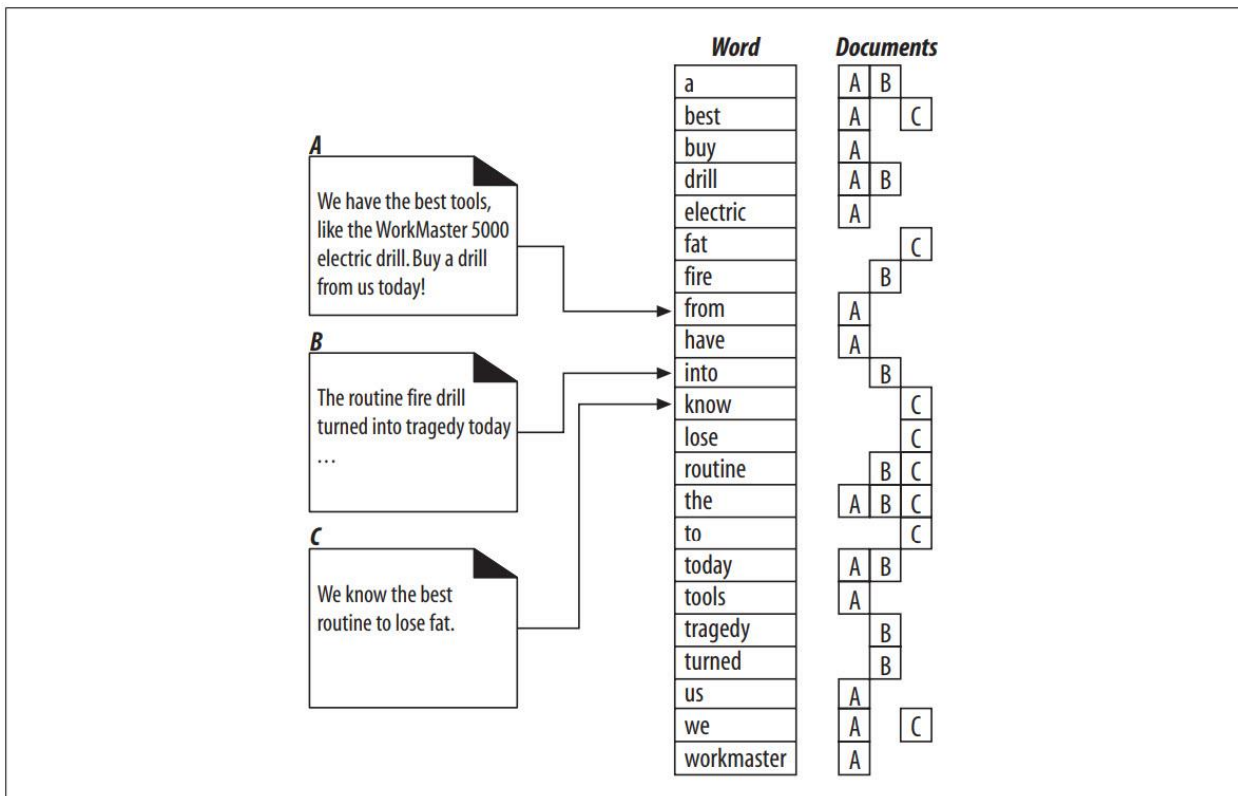 A
We have the best tools,
like the WorkMaster 5000
electric drill. Buy a drill
from us today!
B
The routine fire drill
turned into tragedy today
…
C
We know the best
routine to lose fat.
Word Documents
a A B
best A C
buy A
drill A B
electric A
fat C
fire B
from A
have A
into B
know C
lose C
routine B C
the A B C
to C
today A B
tools A
tragedy B
turned B
us A
we A C
workmaster A